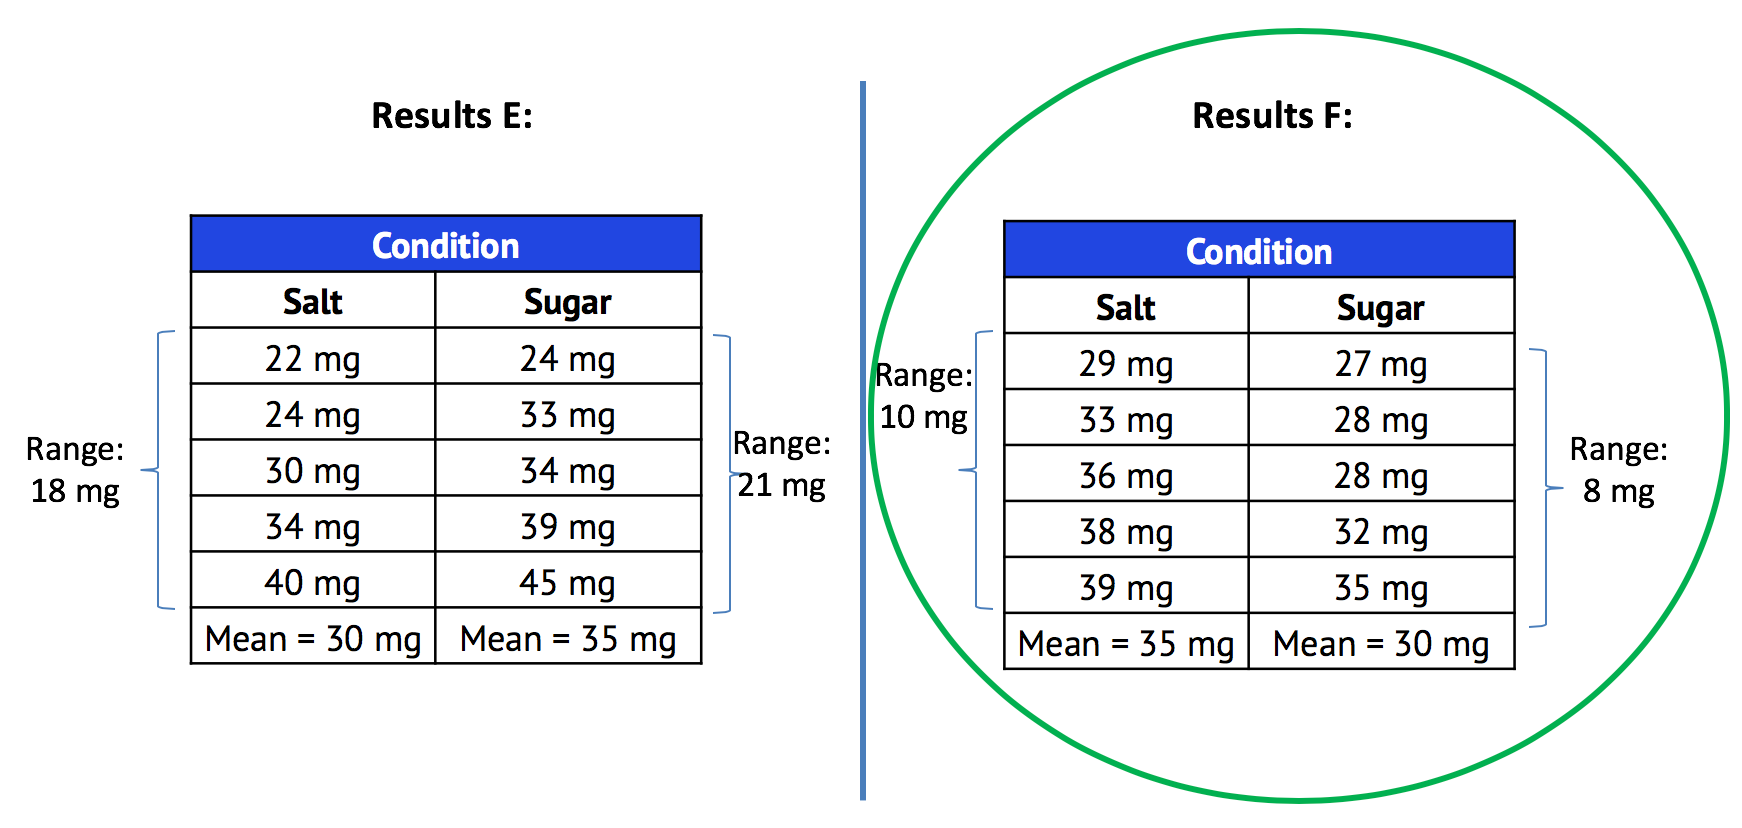 Results E:
Condition
Salt Sugar
22 mg 24 mg
24 mg 33 mg
30 mg 34 mg
34 mg 39 mg
40 mg 45 mg
Mean = 30 mg Mean = 35 mg
Range:
18 mg
Range:
21 mg
Results F:
Condition
Salt Sugar
29 mg 27 mg
33 mg 28 mg
36 mg 28 mg
38 mg 32 mg
39 mg 35 mg
Mean = 35 mg Mean = 30 mg
Range:
10 mg
Range:
8 mg